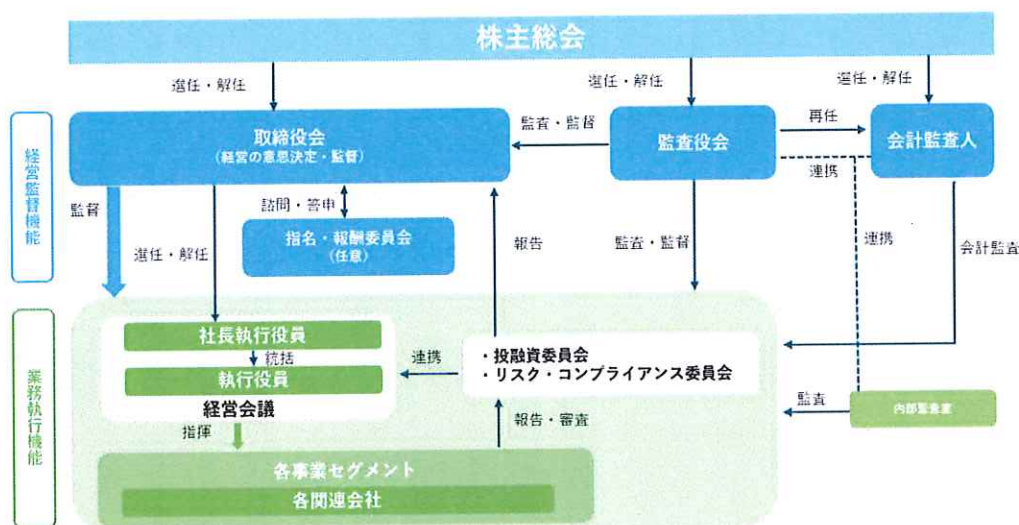 株主総会
選任・解任
選任・解任
選任・解任
経営監督機能
取締役会
(経営の意思決定・監督)
監査・監督
監査役会
再任
会計監査人
連携
監督
諮問・答申
指名・報酬委員会
(任意)
選任・解任
報告
監査・監督
連携
会計監査
業務執行機能
社長執行役員
統括
執行役員
経営会議
連携
・投融資委員会
・リスク・コンプライアンス委員会
監査
内部監査室
指揮
報告・審査
各事業セグメント
各関連会社